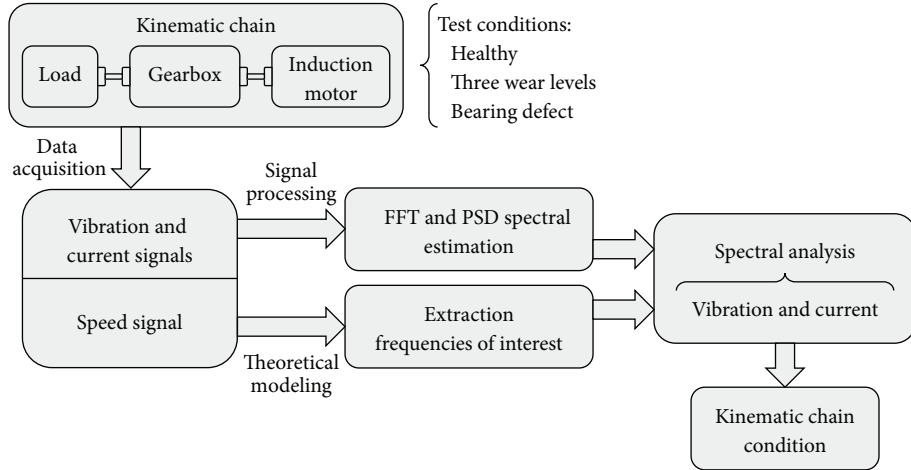 Kinematic chain
Load
Gearbox
Induction
motor
Test conditions:
Healthy
Three wear levels
Bearing defect
Data
acquisition
Signal
processing
Vibration and
current signals
Speed signal
Theoretical
modeling
FFT and PSD spectral
estimation
Extraction
frequencies of interest
Spectral analysis
Vibration and current
Kinematic chain
condition